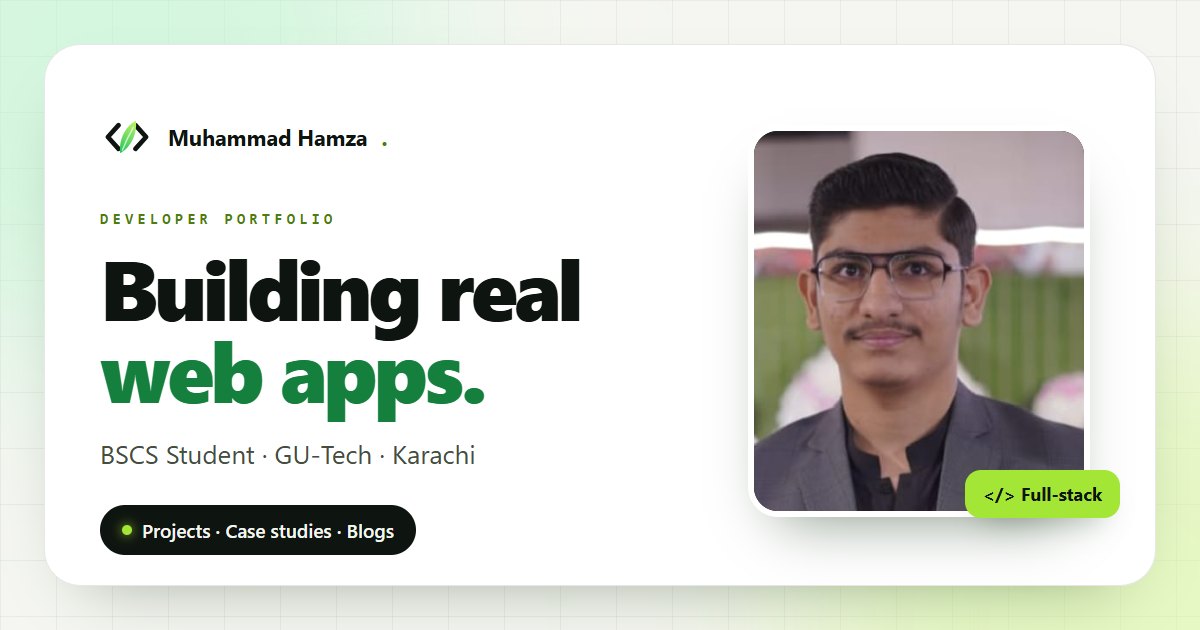 Muhammad Hamza .
DEVELOPER PORTFOLIO
Building real
web apps.
BSCS Student · GU-Tech · Karachi
Projects · Case studies · Blogs
</> Full-stack